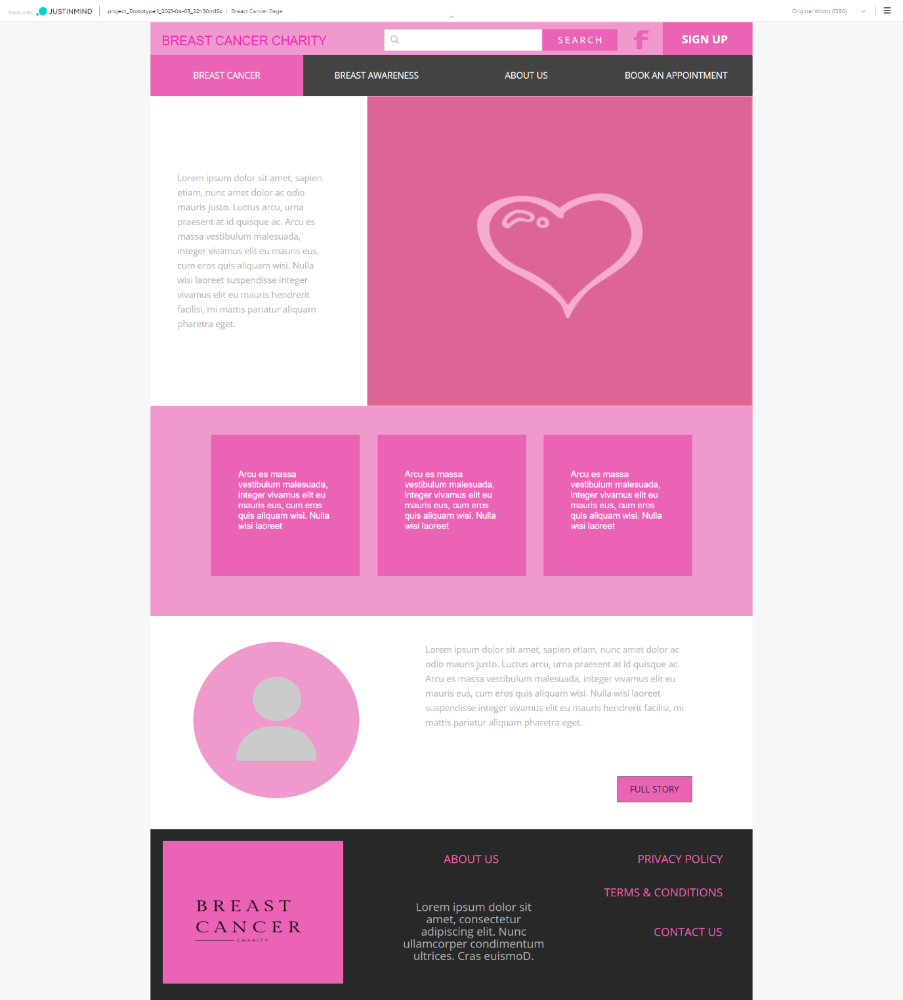 Made with JUSTINMIND project_Prototype 1_2021-04-03_22h30m15s / Breast Cancer Page Original Width (1280)
BREAST CANCER CHARITY SEARCH f SIGN UP
BREAST CANCER BREAST AWARENESS ABOUT US BOOK AN APPOINTMENT
Lorem ipsum dolor sit amet, sapien
etiam, nunc amet dolor ac odio
mauris justo. Luctus arcu, urna
praesent at id quisque ac. Arcu es
massa vestibulum malesuada,
integer vivamus elit eu mauris eus,
cum eros quis aliquam wisi. Nulla
wisi laoreet suspendisse integer
vivamus elit eu mauris hendrerit
facilisi, mi mattis pariatur aliquam
pharetra eget.
Arcu es massa
vestibulum malesuada,
integer vivamus elit eu
mauris eus, cum eros
quis aliquam wisi. Nulla
wisi laoreet
Arcu es massa
vestibulum malesuada,
integer vivamus elit eu
mauris eus, cum eros
quis aliquam wisi. Nulla
wisi laoreet
Arcu es massa
vestibulum malesuada,
integer vivamus elit eu
mauris eus, cum eros
quis aliquam wisi. Nulla
wisi laoreet
Lorem ipsum dolor sit amet, sapien etiam, nunc amet dolor ac
odio mauris justo. Luctus arcu, urna praesent at id quisque ac.
Arcu es massa vestibulum malesuada, integer vivamus elit eu
mauris eus, cum eros quis aliquam wisi. Nulla wisi laoreet
suspendisse integer vivamus elit eu mauris hendrerit facilisi, mi
mattis pariatur aliquam pharetra eget.
FULL STORY
BREAST
CANCER
CHARITY
ABOUT US
Lorem ipsum dolor sit
amet, consectetur
adipiscing elit. Nunc
ullamcorper condimentum
ultrices. Cras euismoD.
PRIVACY POLICY
TERMS & CONDITIONS
CONTACT US